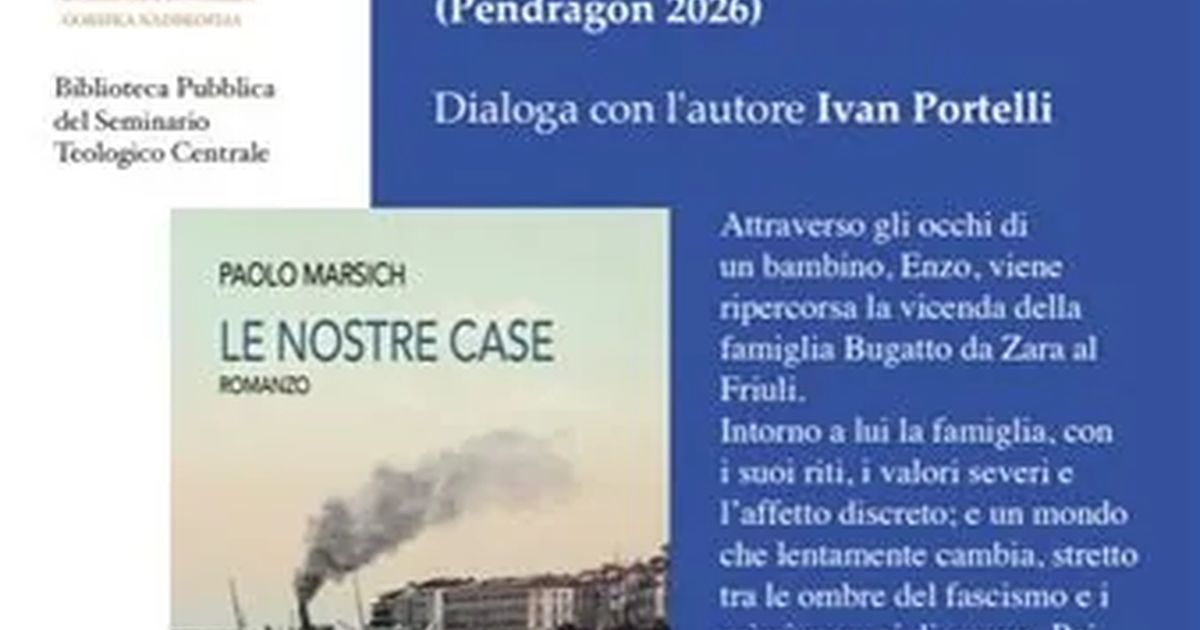 GORIŠKA NADŠKOFIJA
Biblioteca Pubblica
del Seminario
Teologico Centrale
(Pendragon 2026)
Dialoga con l'autore Ivan Portelli
PAOLO MARSICH
LE NOSTRE CASE
ROMANZO
Attraverso gli occhi di
un bambino, Enzo, viene
ripercorsa la vicenda della
famiglia Bugatto da Zara al
Friuli.
Intorno a lui la famiglia, con
i suoi riti, i valori severi e
l'affetto discreto; e un mondo
che lentamente cambia, stretto
tra le ombre del fascismo e i